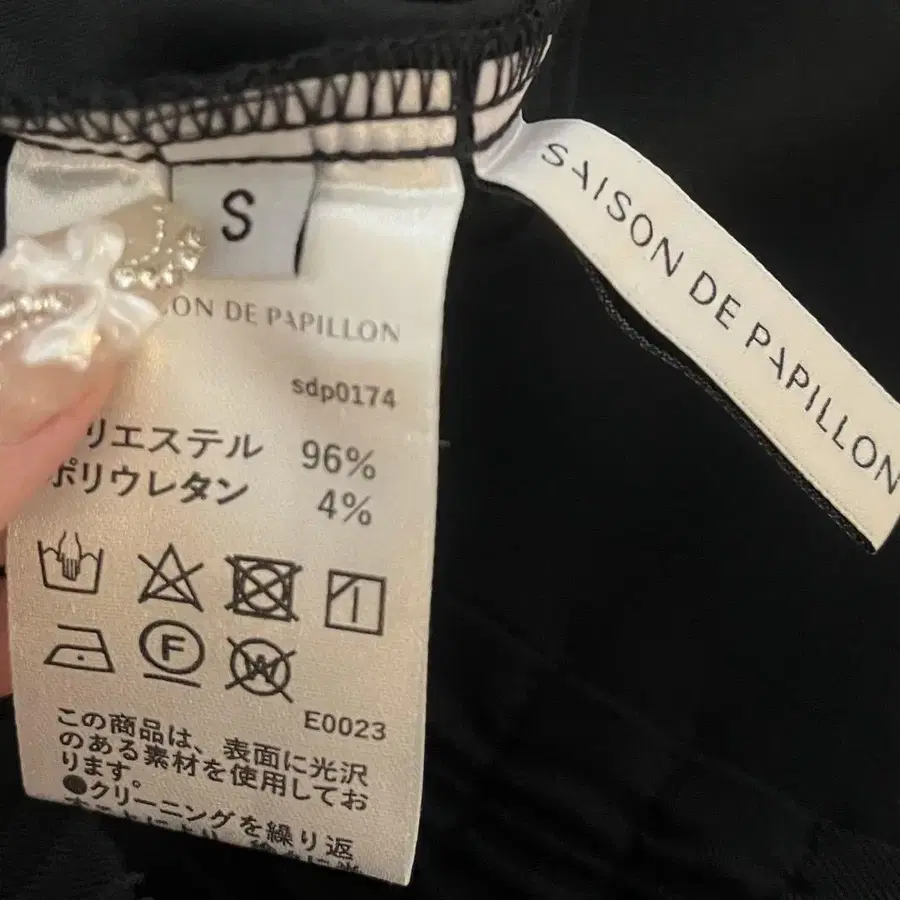 S
SAISON DE PAPILLON
ON DE PAPILLON
sdp0174
リエステル 96%
ポリウレタン 4%
F
W
E0023
この商品は、表面に光沢
のある素材を使用してお
ります。
●クリーニングを繰り返